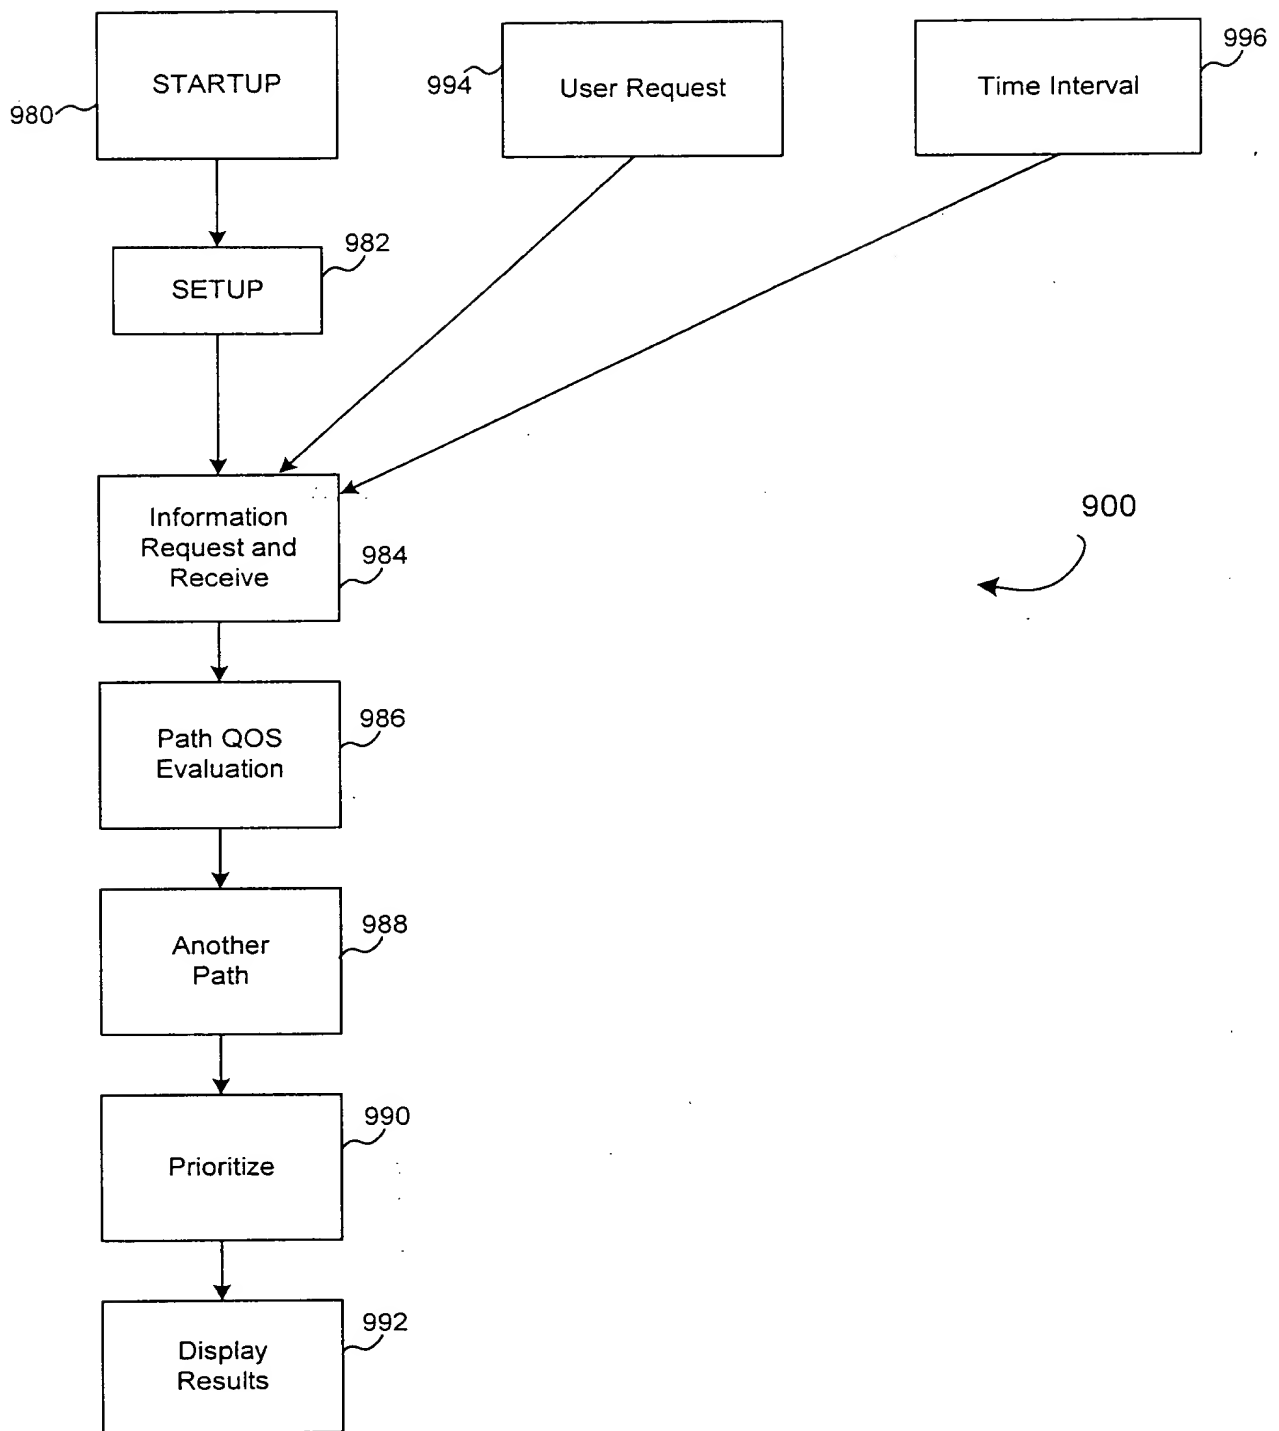 STARTUP
980
994
User Request
996
Time Interval
982
SETUP
Information
Request and
Receive
984
900
Path QOS
Evaluation
986
Another
Path
988
Prioritize
990
Display
Results
992